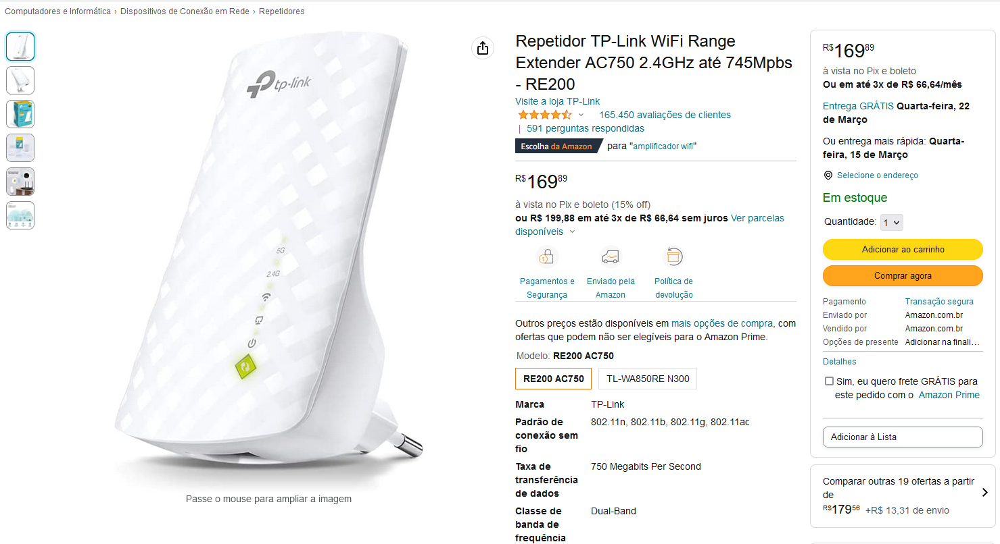 Computadores e Informática › Dispositivos de Conexão em Rede › Repetidores
tp-link
5G
2.4G
Passe o mouse para ampliar a imagem
Repetidor TP-Link WiFi Range
Extender AC750 2.4GHz até 745Mpbs
- RE200
Visite a loja TP-Link
165.450 avaliações de clientes
| 591 perguntas respondidas
Escolha da Amazon para "amplificador wifi"
R$16989
à vista no Pix e boleto (15% off)
ou R$ 199,88 em até 3x de R$ 66,64 sem juros Ver parcelas
disponíveis
Pagamentos e
Segurança
Enviado pela
Amazon
Política de
devolução
Outros preços estão disponíveis em mais opções de compra, com
ofertas que podem não ser elegíveis para o Amazon Prime.
Modelo: RE200 AC750
RE200 AC750
TL-WA850RE N300
Marca TP-Link
Padrão de 802.11n, 802.11b, 802.11g, 802.11ac
conexão sem
fio
Taxa de 750 Megabits Per Second
transferência
de dados
Classe de Dual-Band
banda de
frequência
R$16989
à vista no Pix e boleto
Ou em até 3x de R$ 66,64/mês
Entrega GRÁTIS Quarta-feira, 22
de Março
Ou entrega mais rápida: Quarta-
feira, 15 de Março
Selecione o endereço
Em estoque
Quantidade: 1
Adicionar ao carrinho
Comprar agora
Pagamento Transação segura
Enviado por Amazon.com.br
Vendido por Amazon.com.br
Opções de presente Adicionar na finali…
Detalhes
Sim, eu quero frete GRÁTIS para
este pedido com o Amazon Prime
Adicionar à Lista
Comparar outras 19 ofertas a partir
de
R$17956 +R$ 13,31 de envio